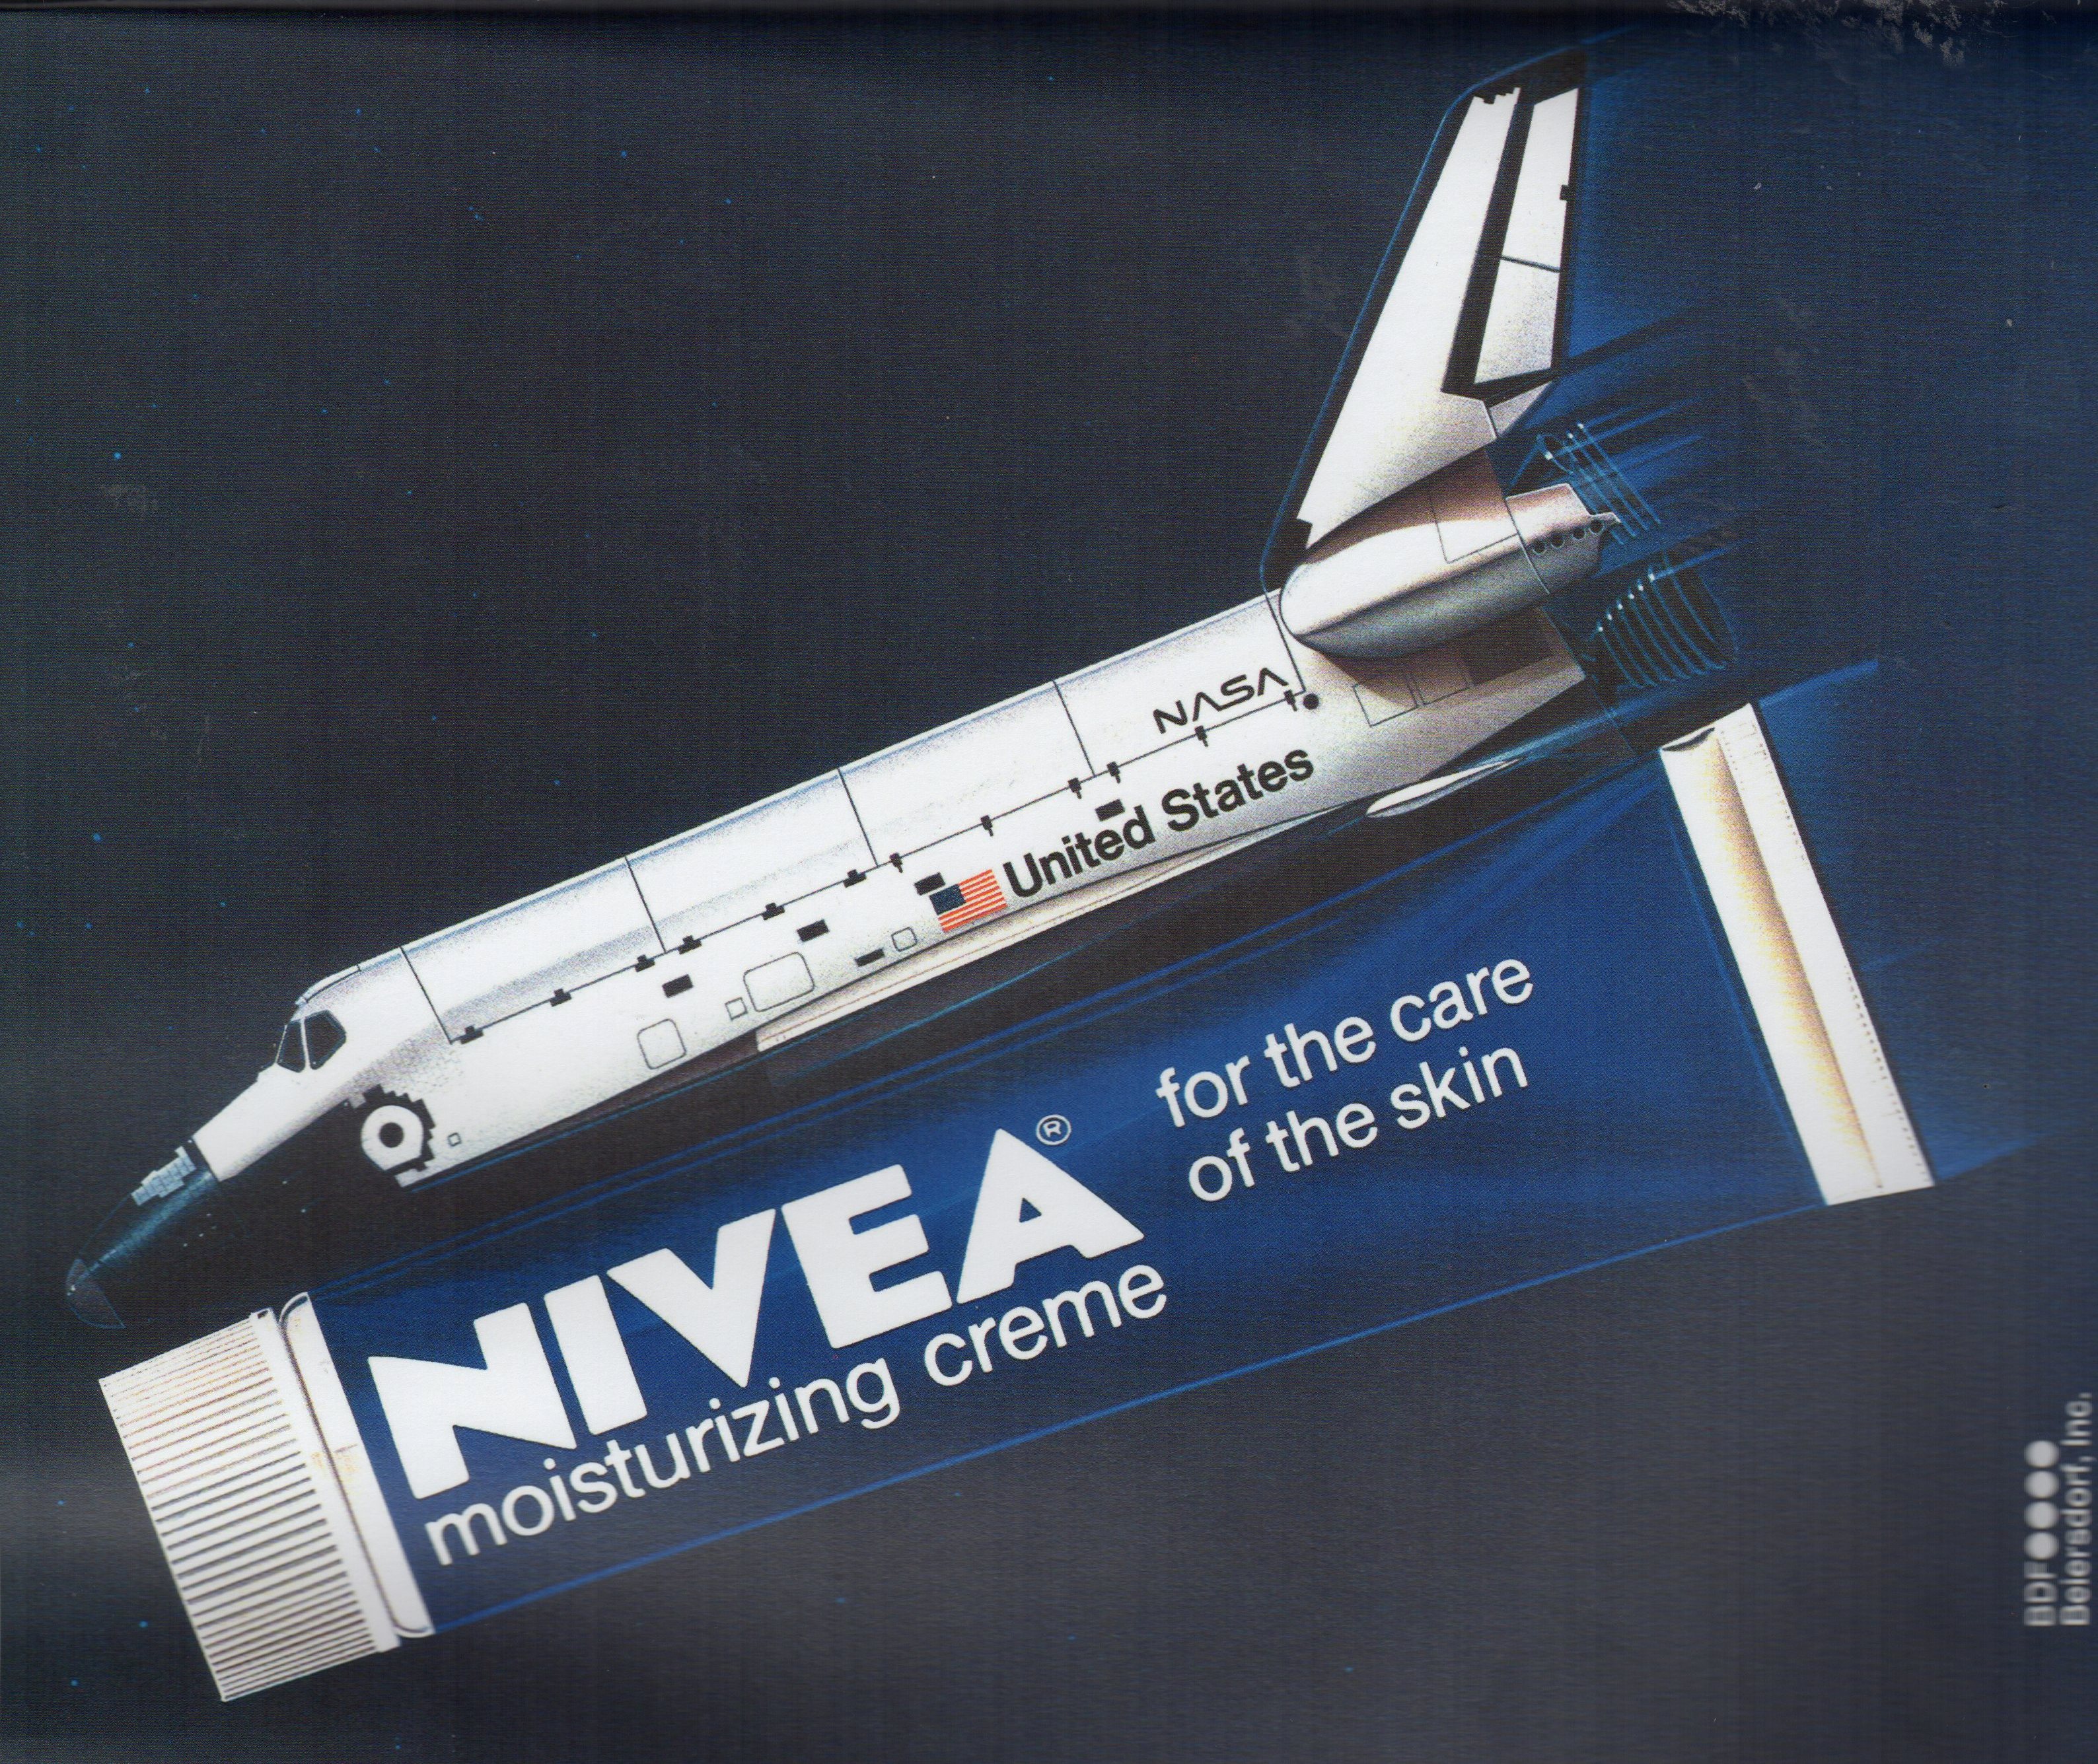 NASA
United States
NIVEA®
moisturizing creme
for the care
of the skin
BDF
Beiersdorf, Inc.